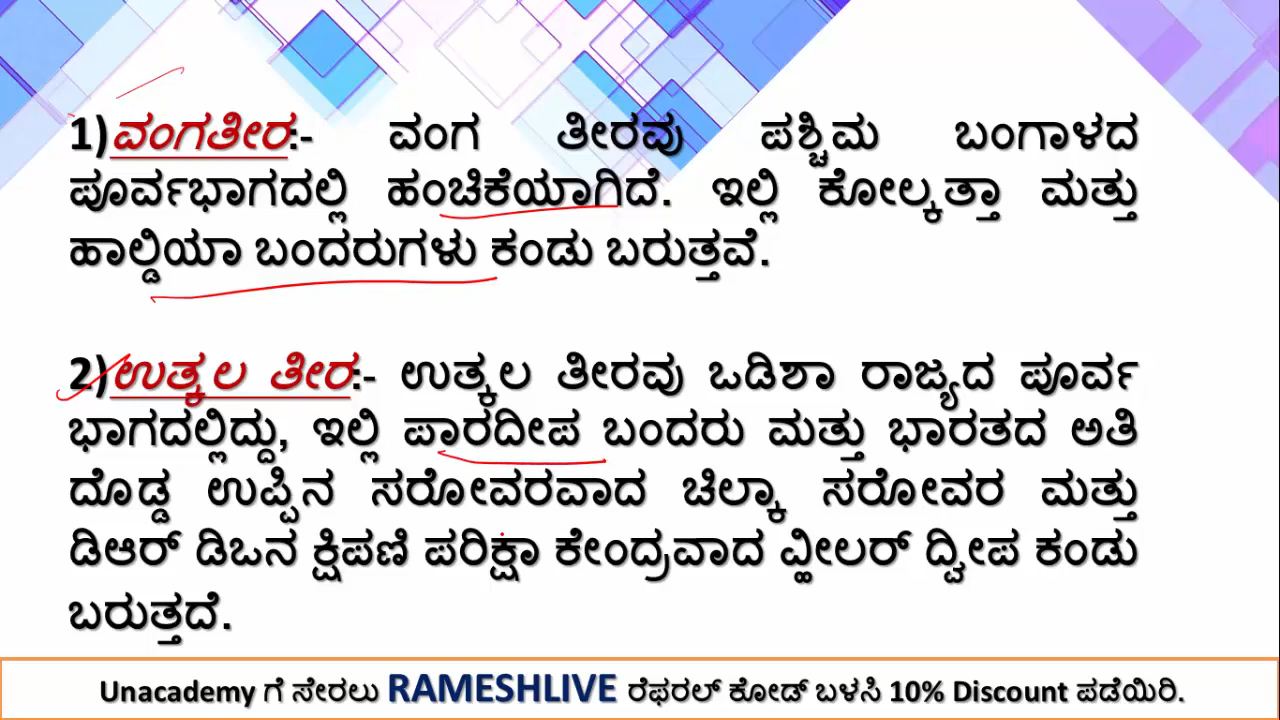 1)ವಂಗತೀರ:- ವಂಗ ತೀರವು ಪಶ್ಚಿಮ ಬಂಗಾಳದ
ಪೂರ್ವಭಾಗದಲ್ಲಿ ಹಂಚಿಕೆಯಾಗಿದೆ. ಇಲ್ಲಿ ಕೋಲ್ಕತ್ತಾ ಮತ್ತು
ಹಾಲ್ಡಿಯಾ ಬಂದರುಗಳು ಕಂಡು ಬರುತ್ತವೆ.
2)ಉತ್ಕಲ ತೀರ:- ಉತ್ಕಲ ತೀರವು ಒಡಿಶಾ ರಾಜ್ಯದ ಪೂರ್ವ
ಭಾಗದಲ್ಲಿದ್ದು, ಇಲ್ಲಿ ಪಾರದೀಪ ಬಂದರು ಮತ್ತು ಭಾರತದ ಅತಿ
ದೊಡ್ಡ ಉಪ್ಪಿನ ಸರೋವರವಾದ ಚಿಲ್ಕಾ ಸರೋವರ ಮತ್ತು
ಡಿಆರ್ ಡಿಒನ ಕ್ಷಿಪಣಿ ಪರಿಕ್ಷಾ ಕೇಂದ್ರವಾದ ವ್ಹೀಲರ್ ದ್ವೀಪ ಕಂಡು
ಬರುತ್ತದೆ.
Unacademy ಗೆ ಸೇರಲು RAMESHLIVE ರೆಫರಲ್ ಕೋಡ್ ಬಳಸಿ 10% Discount ಪಡೆಯಿರಿ.